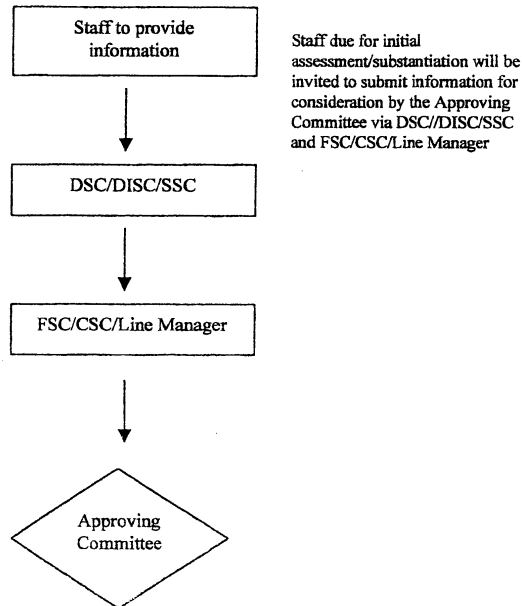 Staff to provide
information
Staff due for initial
assessment/substantiation will be
invited to submit information for
consideration by the Approving
Committee via DSC//DISC/SSC
and FSC/CSC/Line Manager
DSC/DISC/SSC
FSC/CSC/Line Manager
Approving
Committee